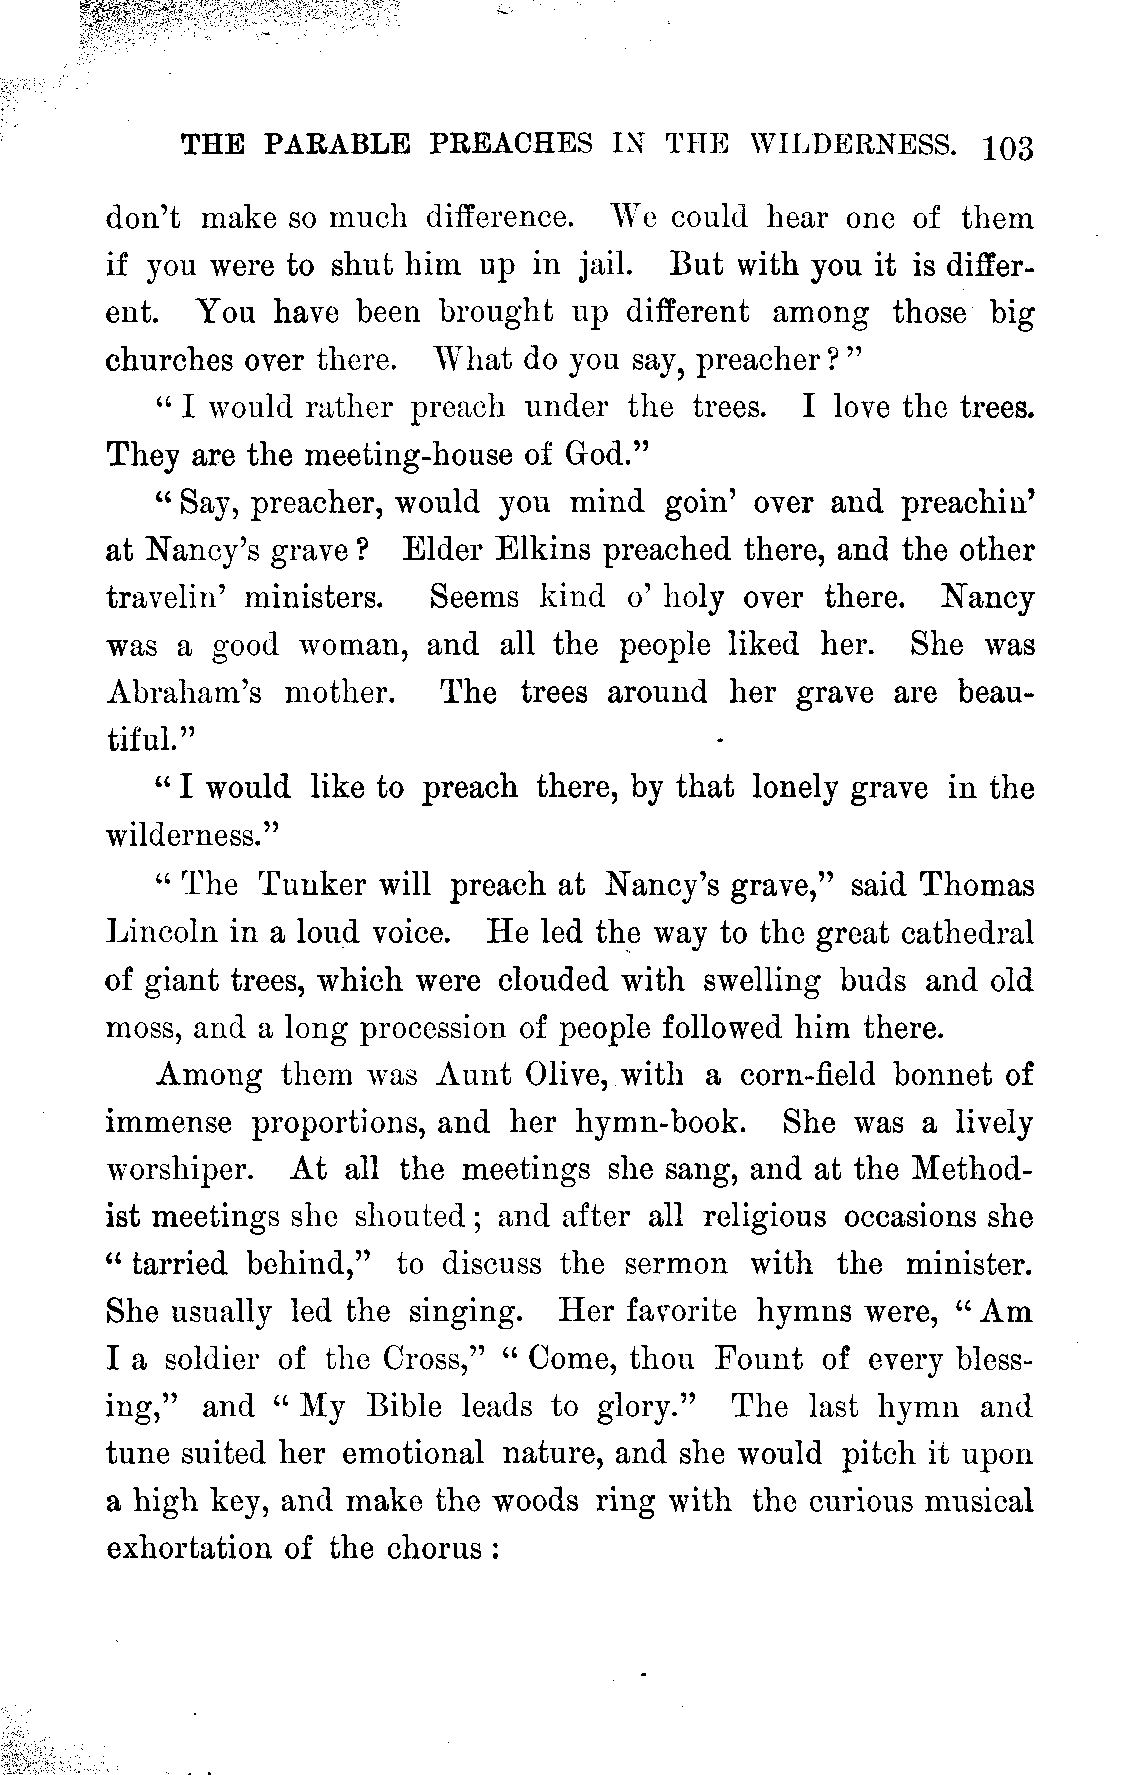 THE PARABLE PREACHES IN THE WILDERNESS. 103
don't make so much difference. We could hear one of them
if you were to shut him up in jail. But with you it is differ-
ent. You have been brought up different among those big
churches over there. What do you say, preacher?"
" I would rather preach under the trees. I love the trees.
They are the meeting-house of God."
" Say, preacher, would you mind goin' over and preachin'
at Nancy's grave? Elder Elkins preached there, and the other
travelin' ministers. Seems kind o' holy over there. Nancy
was a good woman, and all the people liked her. She was
Abraham's mother. The trees around her grave are beau-
tiful."
" I would like to preach there, by that lonely grave in the
wilderness."
" The Tunker will preach at Nancy's grave," said Thomas
Lincoln in a loud voice. He led the way to the great cathedral
of giant trees, which were clouded with swelling buds and old
moss, and a long procession of people followed him there.
Among them was Aunt Olive, with a corn-field bonnet of
immense proportions, and her hymn-book. She was a lively
worshiper. At all the meetings she sang, and at the Method-
ist meetings she shouted; and after all religious occasions she
" tarried behind," to discuss the sermon with the minister.
She usually led the singing. Her favorite hymns were, " Am
I a soldier of the Cross," " Come, thou Fount of every bless-
ing," and " My Bible leads to glory." The last hymn and
tune suited her emotional nature, and she would pitch it upon
a high key, and make the woods ring with the curious musical
exhortation of the chorus: